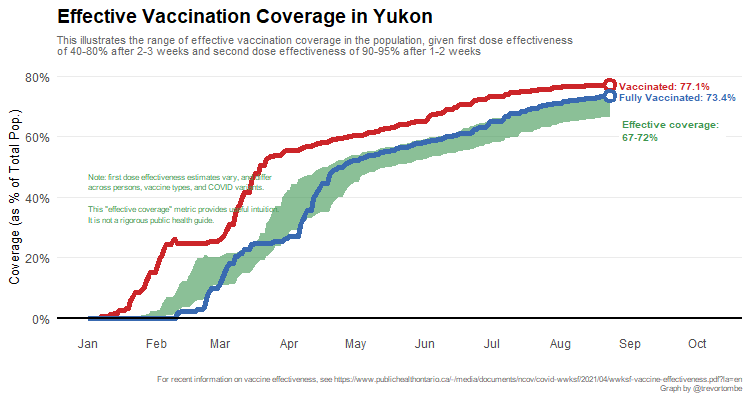 Effective Vaccination Coverage in Yukon
This illustrates the range of effective vaccination coverage in the population, given first dose effectiveness
of 40-80% after 2-3 weeks and second dose effectiveness of 90-95% after 1-2 weeks
Coverage (as % of Total Pop.)
80%
60%
40%
20%
0%
Vaccinated: 77.1%
Fully Vaccinated: 73.4%
Effective coverage:
67-72%
Note: first dose effectiveness estimates vary, and differ
across persons, vaccine types, and COVID variants.
This "effective coverage" metric provides useful intuition.
It is not a rigorous public health guide.
Jan Feb Mar Apr May Jun Jul Aug Sep Oct
For recent information on vaccine effectiveness, see https://www.publichealthontario.ca/-/media/documents/ncov/covid-wwksf/2021/04/wwksf-vaccine-effectiveness.pdf?la=en
Graph by @trevortombe